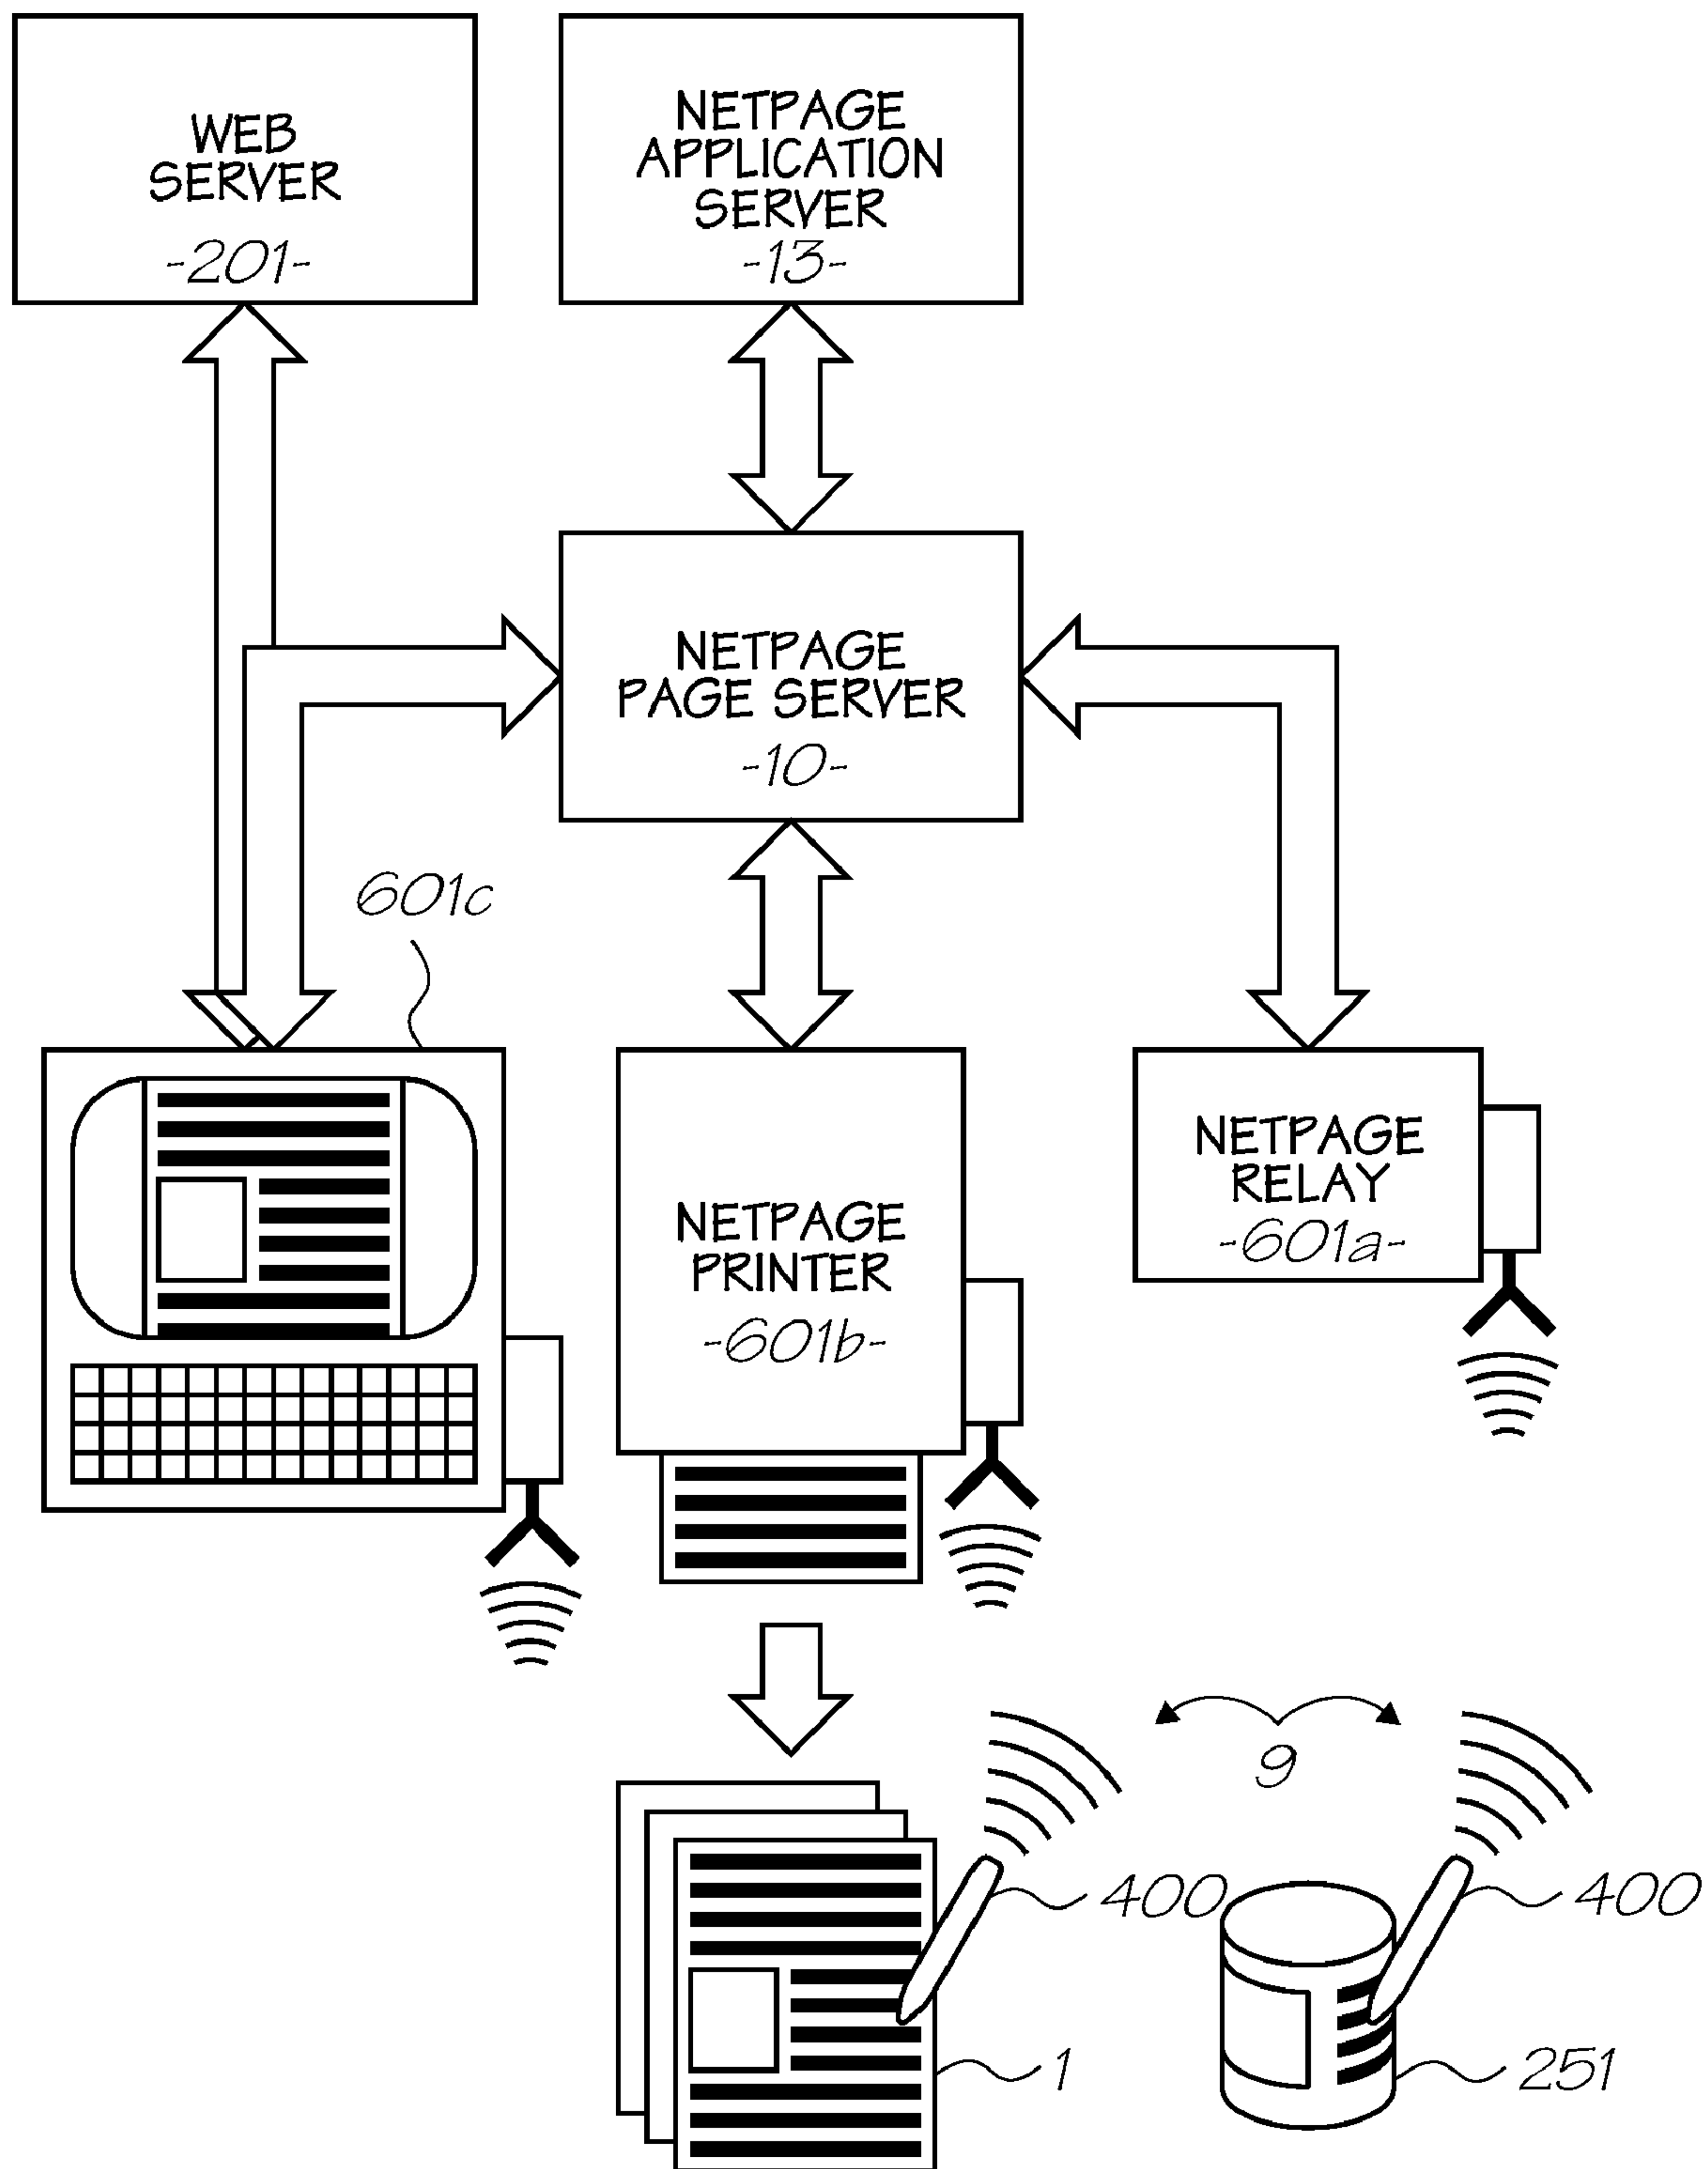 WEB
SERVER
-201-
NETPAGE
APPLICATION
SERVER
-13-
NETPAGE
PAGE SERVER
-10-
601c
NETPAGE
PRINTER
-601b-
NETPAGE
RELAY
-601a-
9
400
400
1
251